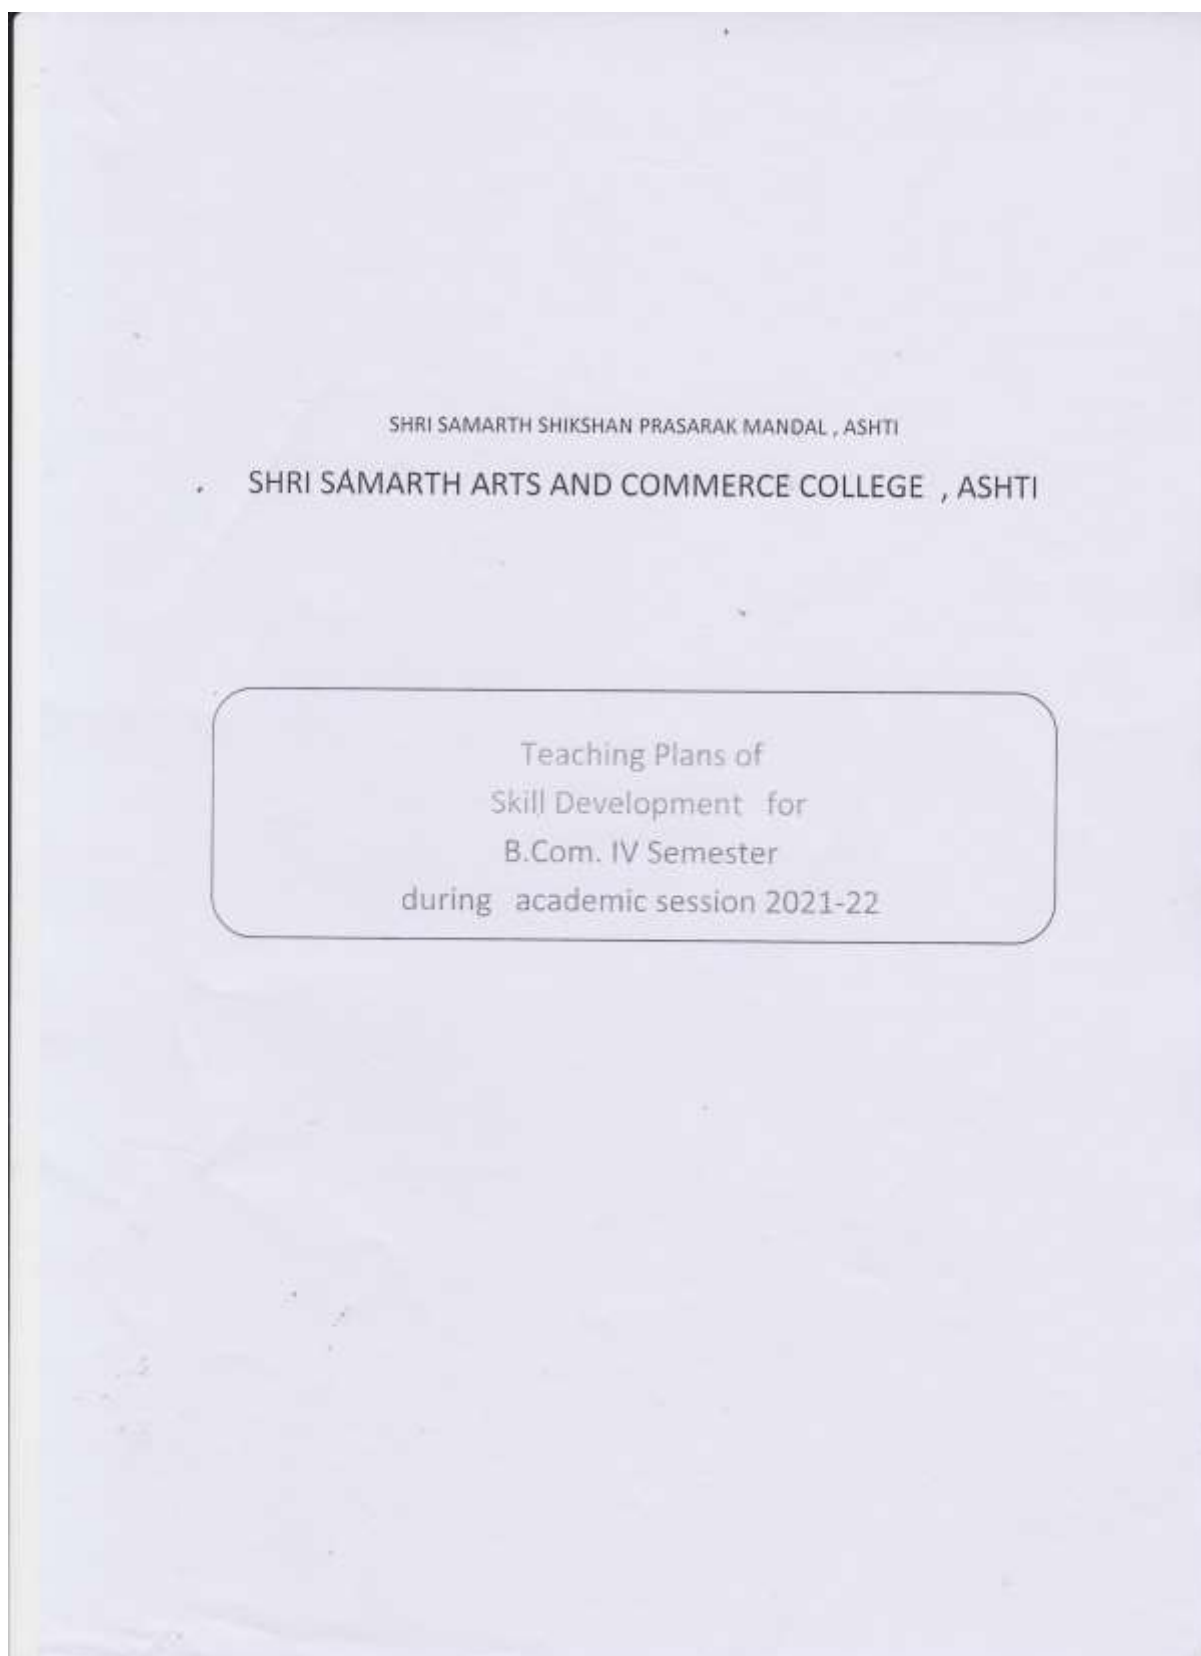 SHRI SAMARTH SHIKSHAN PRASARAK MANDAL , ASHTI
SHRI SAMARTH ARTS AND COMMERCE COLLEGE , ASHTI
Teaching Plans of
Skill Development for
B.Com. IV Semester
during academic session 2021-22